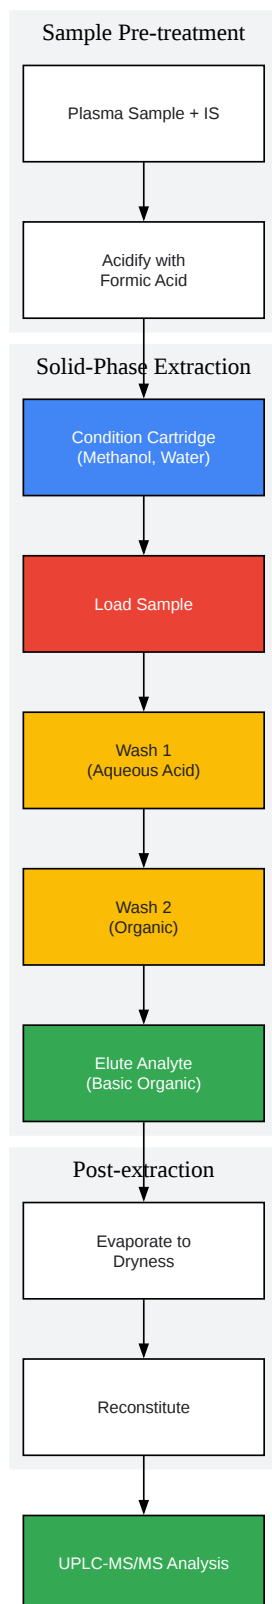 Sample Pre-treatment
Plasma Sample + IS
Acidify with
Formic Acid
Solid-Phase Extraction
Condition Cartridge
(Methanol, Water)
Load Sample
Wash 1
(Aqueous Acid)
Wash 2
(Organic)
Elute Analyte
(Basic Organic)
Post-extraction
Evaporate to
Dryness
Reconstitute
UPLC-MS/MS Analysis